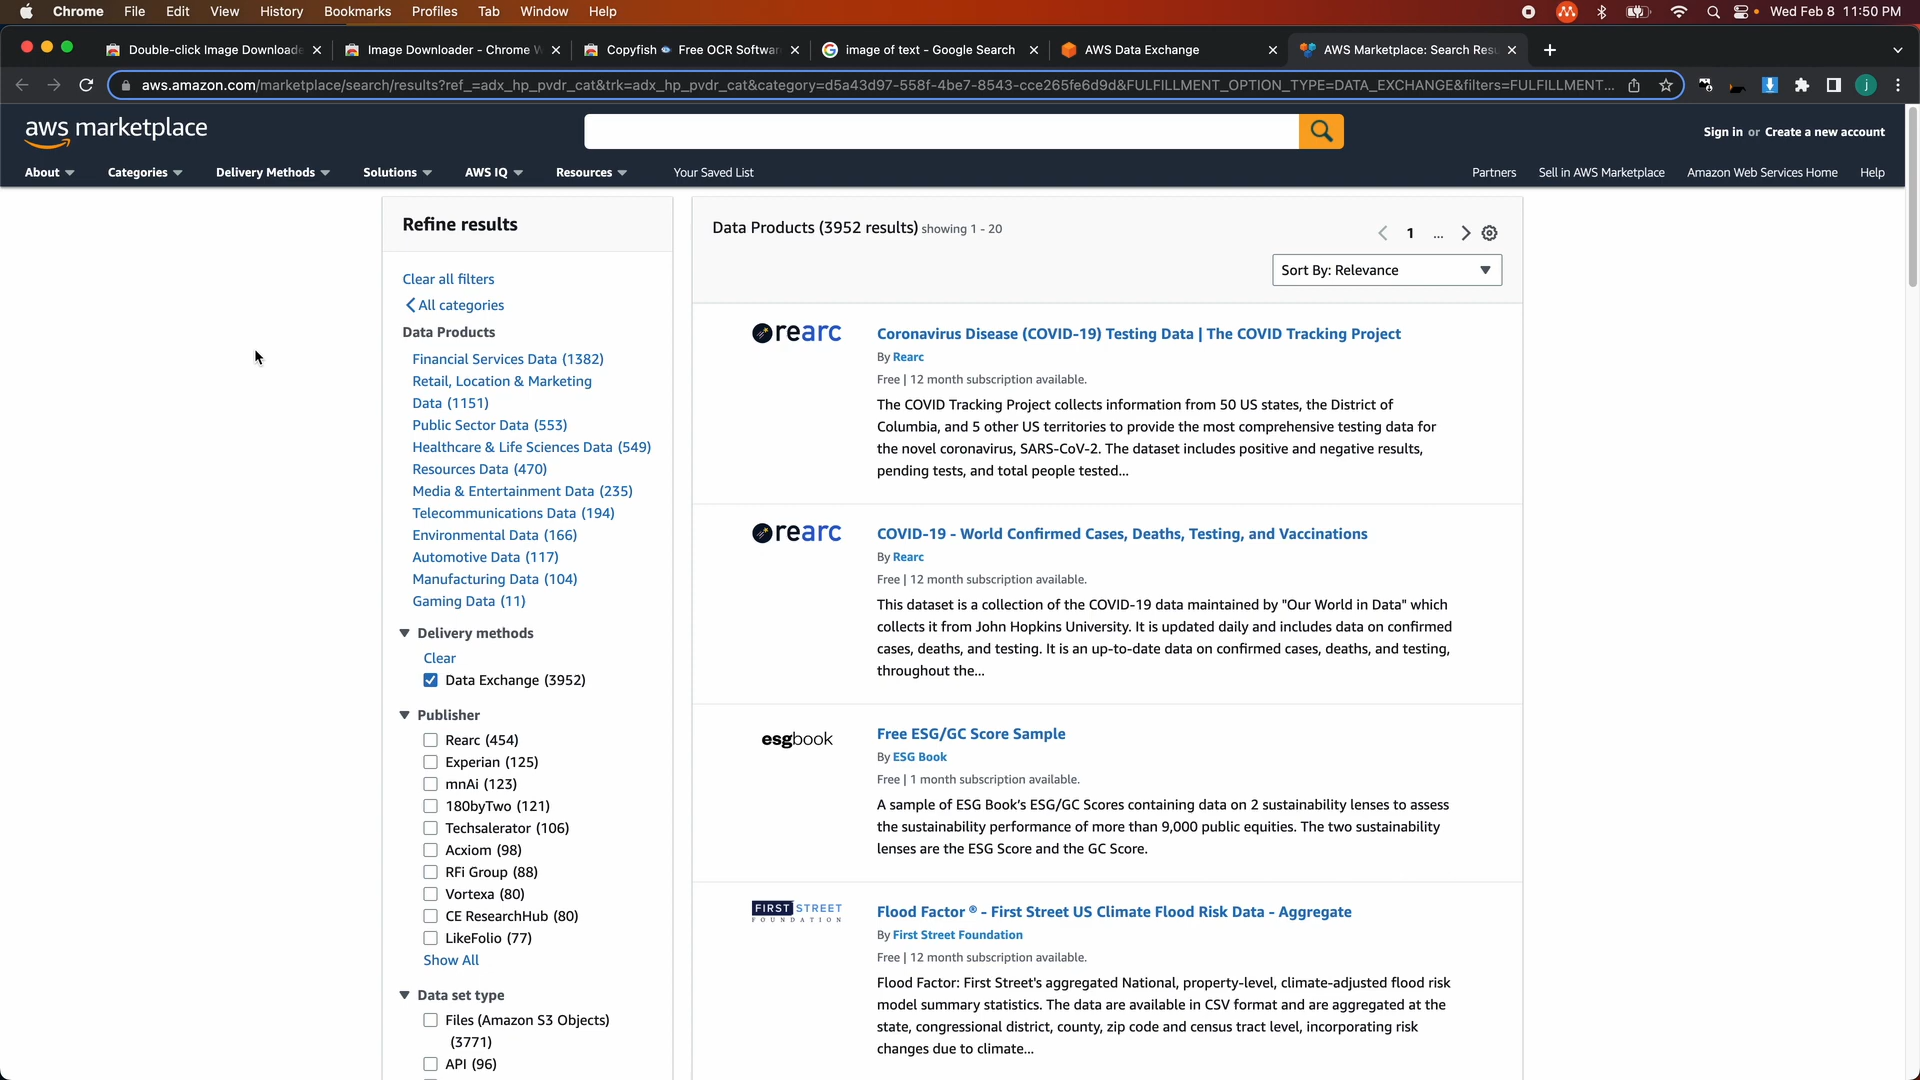 Chrome File Edit View History Bookmarks Profiles Tab Window Help
Wed Feb 8 11:50 PM
Double-click Image Downloade
Image Downloader - Chrome W
Copyfish Free OCR Softwar
image of text - Google Search
AWS Data Exchange
AWS Marketplace: Search Resu
aws.amazon.com/marketplace/search/results?ref_=adx_hp_pvdr_cat&trk=adx_hp_pvdr_cat&category=d5a43d97-558f-4be7-8543-cce265fe6d9d&FULFILLMENT_OPTION_TYPE=DATA_EXCHANGE&filters=FULFILLMENT...
j
aws marketplace
Sign in or Create a new account
About Categories Delivery Methods Solutions AWS IQ Resources Your Saved List
Partners Sell in AWS Marketplace Amazon Web Services Home Help
Refine results
Clear all filters
All categories
Data Products
Financial Services Data (1382)
Retail, Location & Marketing
Data (1151)
Public Sector Data (553)
Healthcare & Life Sciences Data (549)
Resources Data (470)
Media & Entertainment Data (235)
Telecommunications Data (194)
Environmental Data (166)
Automotive Data (117)
Manufacturing Data (104)
Gaming Data (11)
Delivery methods
Clear
Data Exchange (3952)
Publisher
Rearc (454)
Experian (125)
mnAi (123)
180byTwo (121)
Techsalerator (106)
Acxiom (98)
RFi Group (88)
Vortexa (80)
CE ResearchHub (80)
LikeFolio (77)
Show All
Data set type
Files (Amazon S3 Objects)
(3771)
API (96)
Data Products (3952 results) showing 1 - 20
1 ...
Sort By: Relevance
rearc
Coronavirus Disease (COVID-19) Testing Data | The COVID Tracking Project
By Rearc
Free | 12 month subscription available.
The COVID Tracking Project collects information from 50 US states, the District of
Columbia, and 5 other US territories to provide the most comprehensive testing data for
the novel coronavirus, SARS-CoV-2. The dataset includes positive and negative results,
pending tests, and total people tested...
rearc
COVID-19 - World Confirmed Cases, Deaths, Testing, and Vaccinations
By Rearc
Free | 12 month subscription available.
This dataset is a collection of the COVID-19 data maintained by "Our World in Data" which
collects it from John Hopkins University. It is updated daily and includes data on confirmed
cases, deaths, and testing. It is an up-to-date data on confirmed cases, deaths, and testing,
throughout the...
esgbook
Free ESG/GC Score Sample
By ESG Book
Free | 1 month subscription available.
A sample of ESG Book's ESG/GC Scores containing data on 2 sustainability lenses to assess
the sustainability performance of more than 9,000 public equities. The two sustainability
lenses are the ESG Score and the GC Score.
FIRST STREET
FOUNDATION
Flood Factor ® - First Street US Climate Flood Risk Data - Aggregate
By First Street Foundation
Free | 12 month subscription available.
Flood Factor: First Street's aggregated National, property-level, climate-adjusted flood risk
model summary statistics. The data are available in CSV format and are aggregated at the
state, congressional district, county, zip code and census tract level, incorporating risk
changes due to climate...